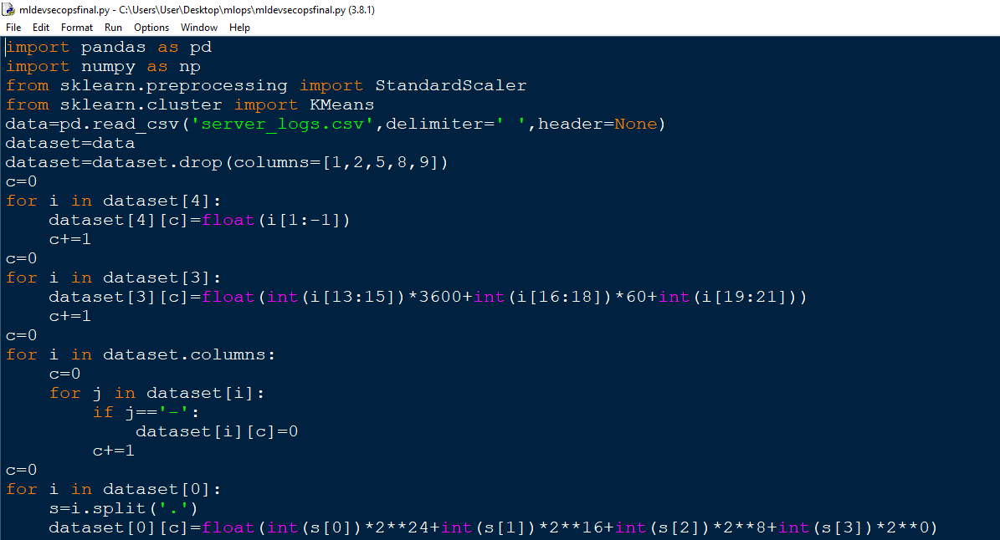 mldevsecopsfinal.py - C:\Users\User\Desktop\mlops\mldevsecopsfinal.py (3.8.1)
File Edit Format Run Options Window Help
import pandas as pd
import numpy as np
from sklearn.preprocessing import StandardScaler
from sklearn.cluster import KMeans
data=pd.read_csv('server_logs.csv',delimiter=' ',header=None)
dataset=data
dataset=dataset.drop(columns=[1,2,5,8,9])
c=0
for i in dataset[4]:
    dataset[4][c]=float(i[1:-1])
    c+=1
c=0
for i in dataset[3]:
    dataset[3][c]=float(int(i[13:15])*3600+int(i[16:18])*60+int(i[19:21]))
    c+=1
c=0
for i in dataset.columns:
    c=0
    for j in dataset[i]:
        if j=='-':
            dataset[i][c]=0
        c+=1
c=0
for i in dataset[0]:
    s=i.split('.')
    dataset[0][c]=float(int(s[0])*2**24+int(s[1])*2**16+int(s[2])*2**8+int(s[3])*2**0)